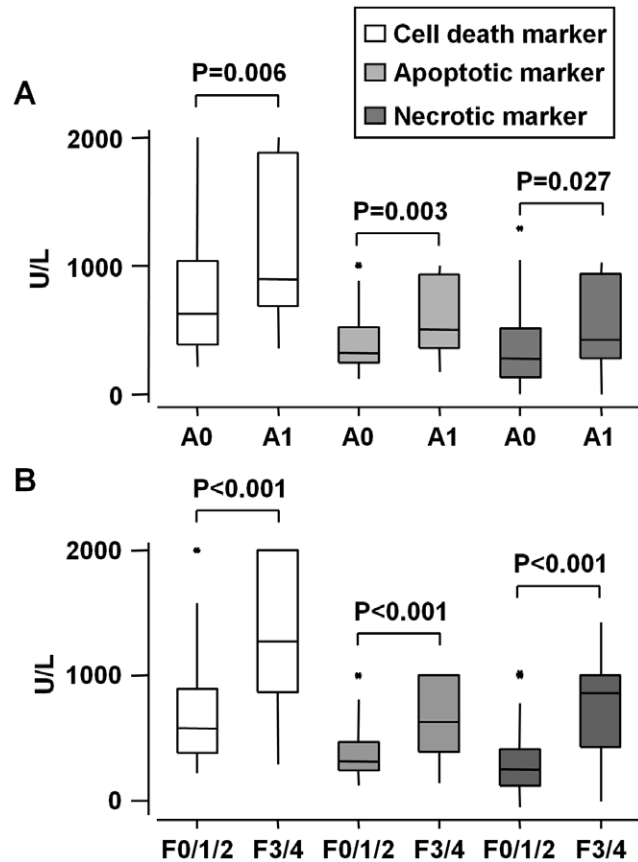 Cell death marker
Apoptotic marker
Necrotic marker
A
P=0.006
P=0.003
P=0.027
U/L
2000
1000
0
A0 A1 A0 A1 A0 A1
B
P<0.001
P<0.001
P<0.001
U/L
2000
1000
0
F0/1/2 F3/4 F0/1/2 F3/4 F0/1/2 F3/4